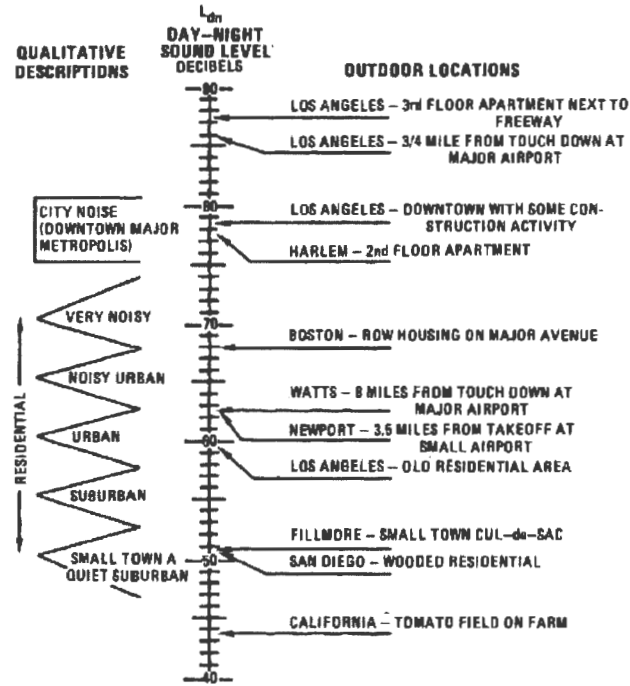 L_dn
DAY–NIGHT
SOUND LEVEL
DECIBELS
QUALITATIVE
DESCRIPTIONS
OUTDOOR LOCATIONS
90
LOS ANGELES – 3rd FLOOR APARTMENT NEXT TO
FREEWAY
LOS ANGELES – 3/4 MILE FROM TOUCH DOWN AT
MAJOR AIRPORT
80
CITY NOISE
(DOWNTOWN MAJOR
METROPOLIS)
LOS ANGELES – DOWNTOWN WITH SOME CON-
STRUCTION ACTIVITY
HARLEM – 2nd FLOOR APARTMENT
VERY NOISY
70
BOSTON – ROW HOUSING ON MAJOR AVENUE
NOISY URBAN
WATTS – 8 MILES FROM TOUCH DOWN AT
MAJOR AIRPORT
RESIDENTIAL
URBAN
60
NEWPORT – 3.5 MILES FROM TAKEOFF AT
SMALL AIRPORT
LOS ANGELES – OLD RESIDENTIAL AREA
SUBURBAN
FILLMORE – SMALL TOWN CUL–de–SAC
SMALL TOWN A
QUIET SUBURBAN
50
SAN DIEGO – WOODED RESIDENTIAL
CALIFORNIA – TOMATO FIELD ON FARM
40